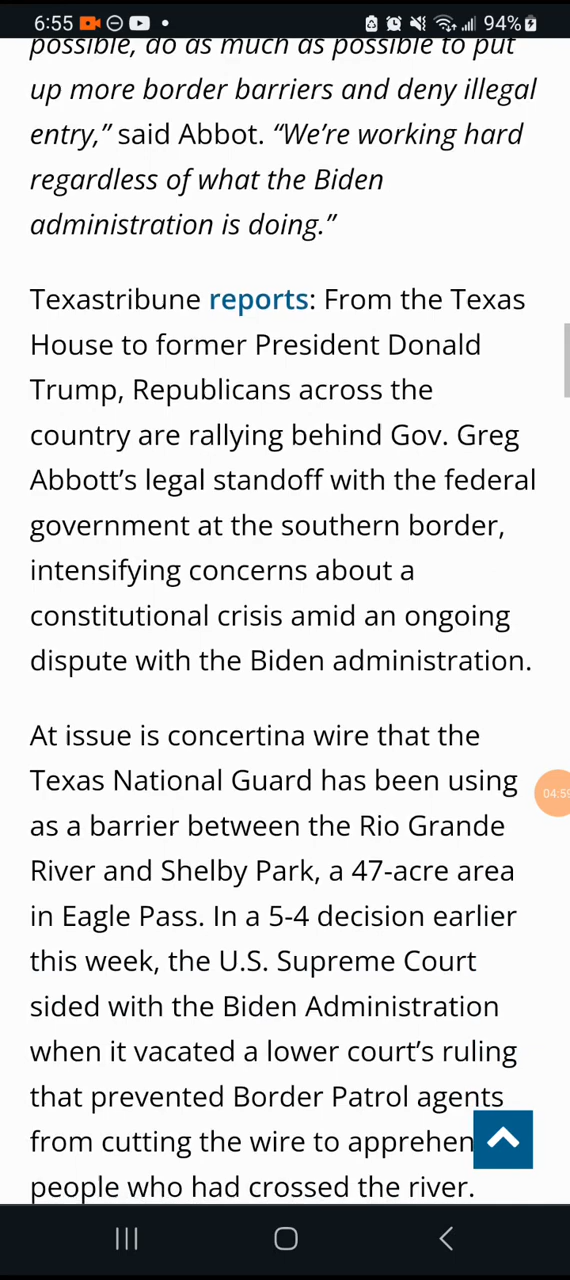 6:55
94%
possible, do as much as possible to put
up more border barriers and deny illegal
entry,” said Abbot. “We’re working hard
regardless of what the Biden
administration is doing.”
Texastribune reports: From the Texas
House to former President Donald
Trump, Republicans across the
country are rallying behind Gov. Greg
Abbott’s legal standoff with the federal
government at the southern border,
intensifying concerns about a
constitutional crisis amid an ongoing
dispute with the Biden administration.
At issue is concertina wire that the
Texas National Guard has been using
as a barrier between the Rio Grande
04:59
River and Shelby Park, a 47-acre area
in Eagle Pass. In a 5-4 decision earlier
this week, the U.S. Supreme Court
sided with the Biden Administration
when it vacated a lower court’s ruling
that prevented Border Patrol agents
from cutting the wire to apprehen
people who had crossed the river.